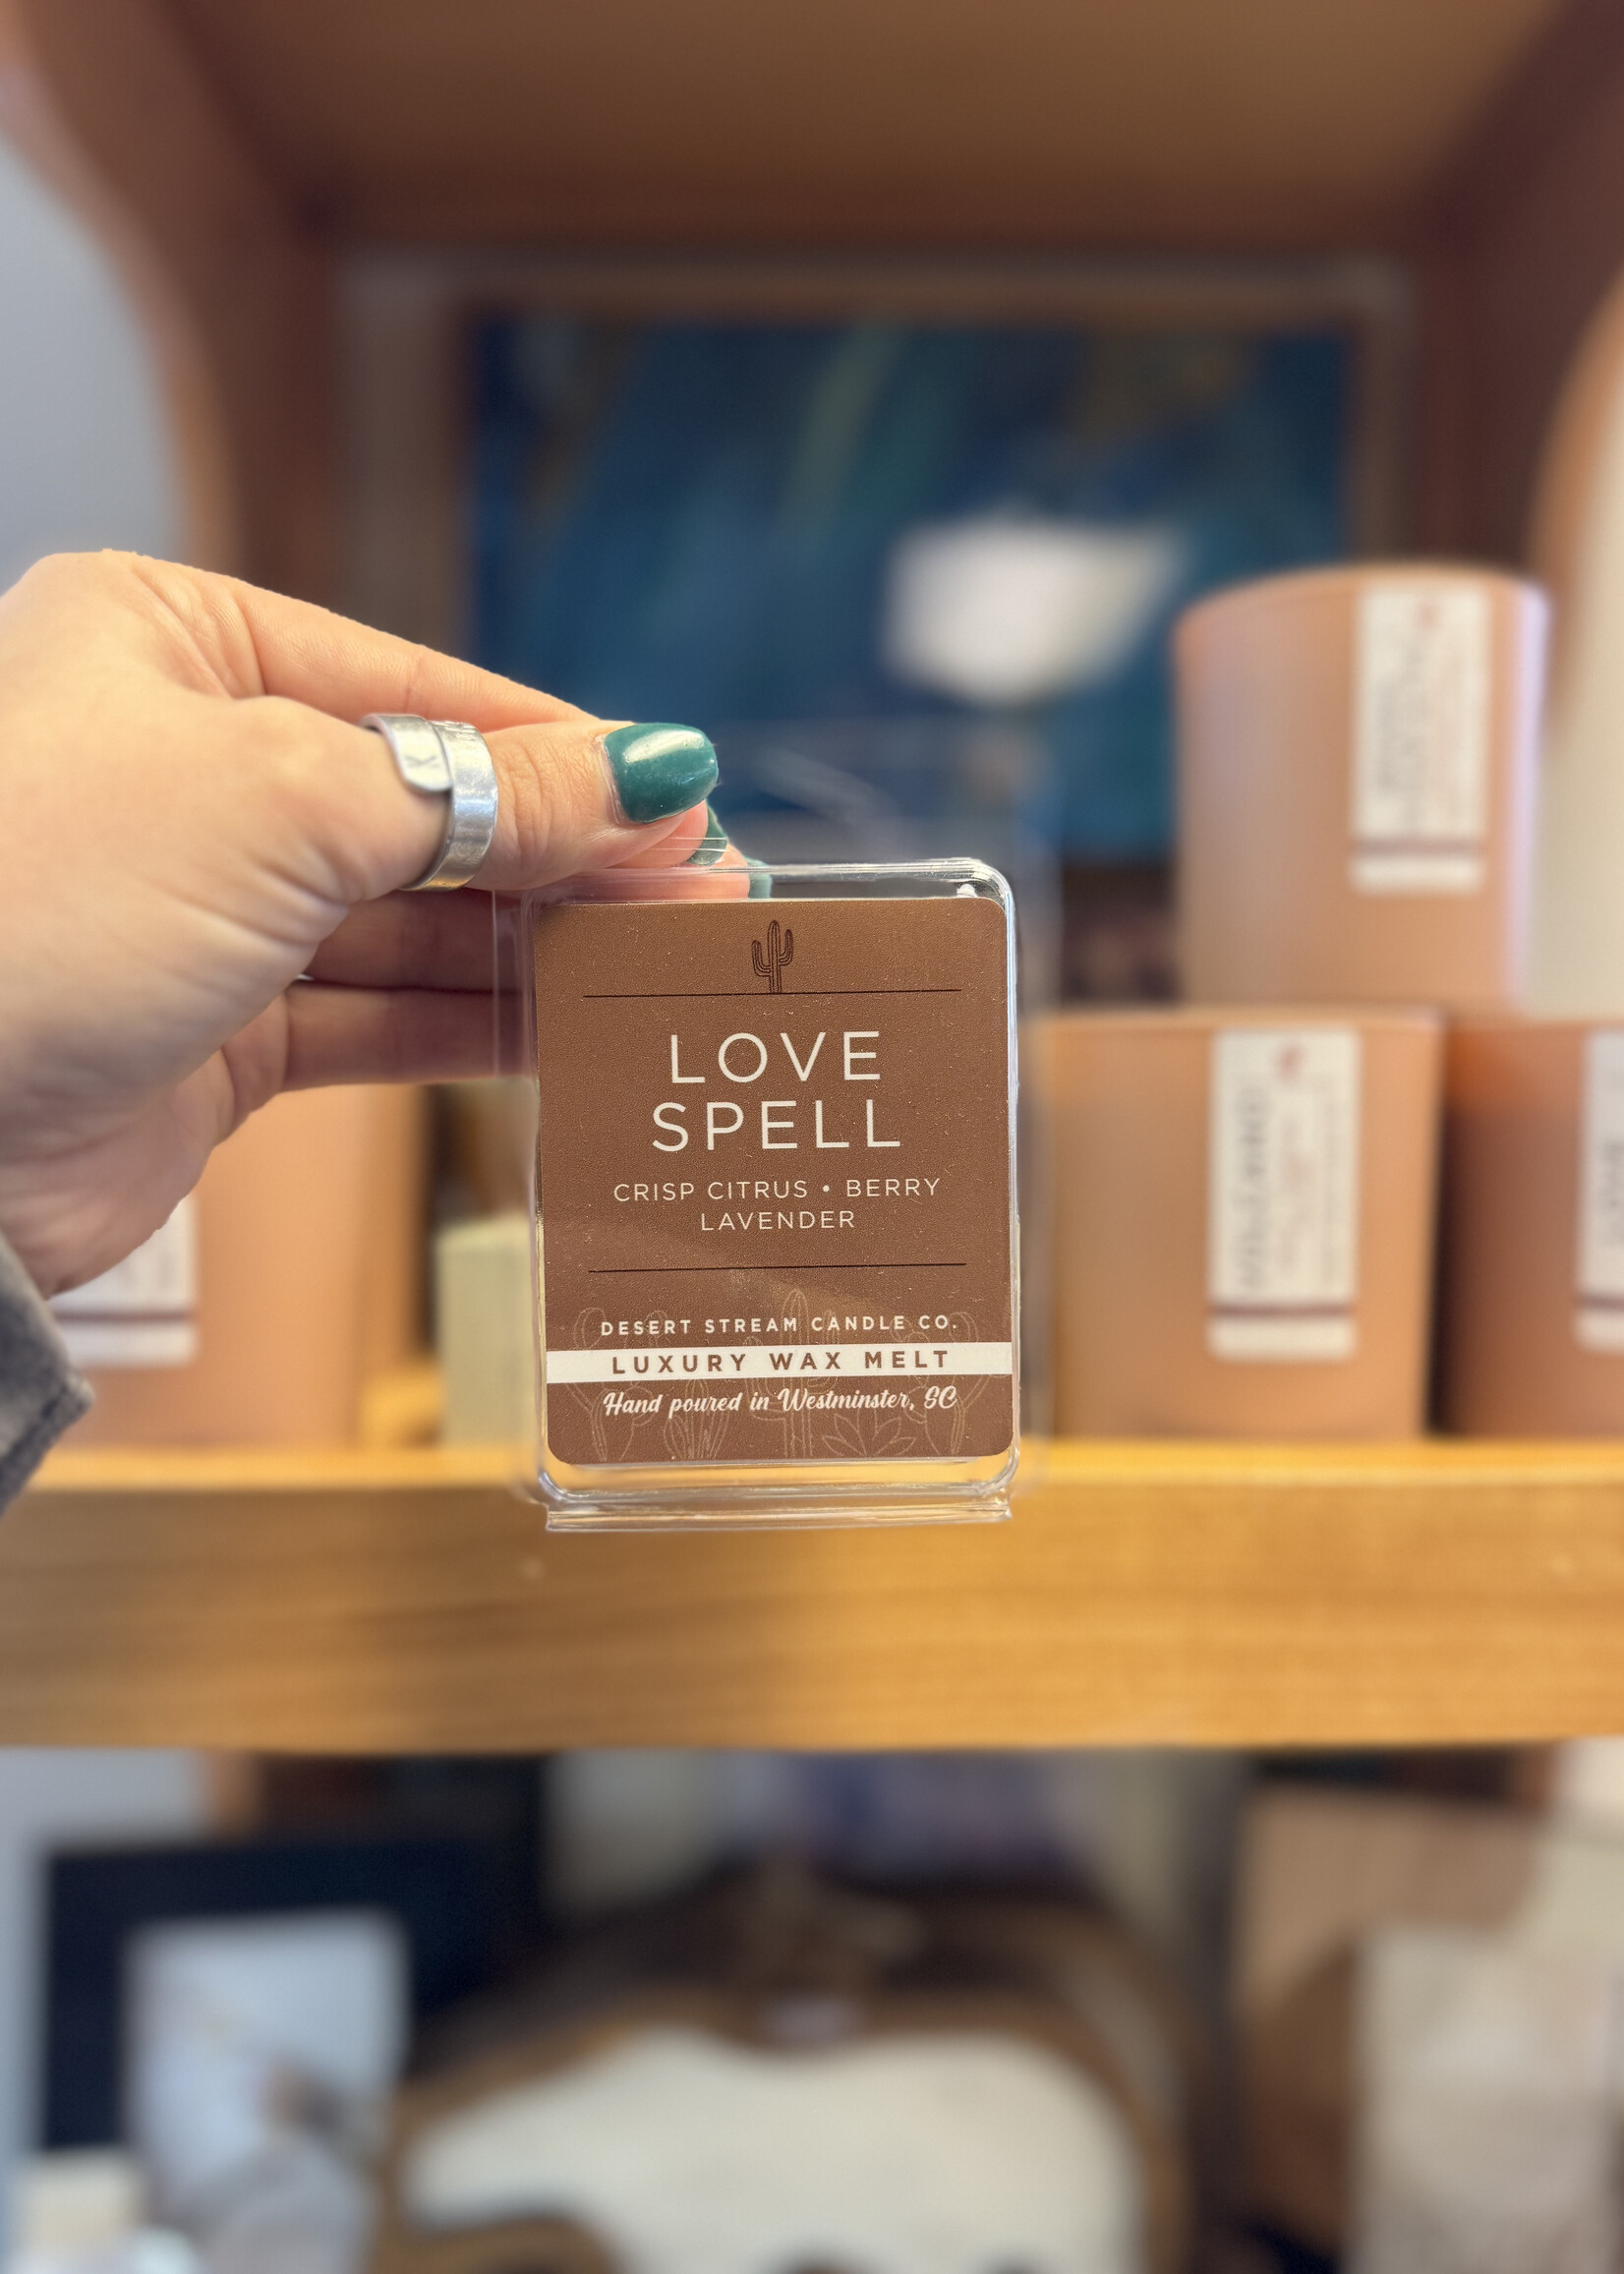 LOVE
SPELL
CRISP CITRUS • BERRY
LAVENDER
DESERT STREAM CANDLE CO.
LUXURY WAX MELT
Hand poured in Westminster, SC